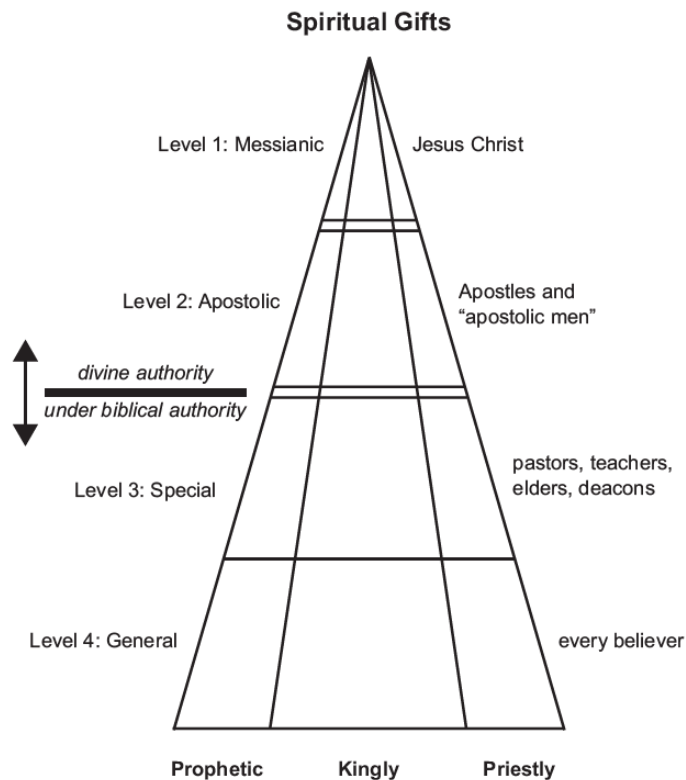 Spiritual Gifts
Level 1: Messianic
Jesus Christ
Level 2: Apostolic
Apostles and
“apostolic men”
divine authority
under biblical authority
Level 3: Special
pastors, teachers,
elders, deacons
Level 4: General
every believer
Prophetic
Kingly
Priestly